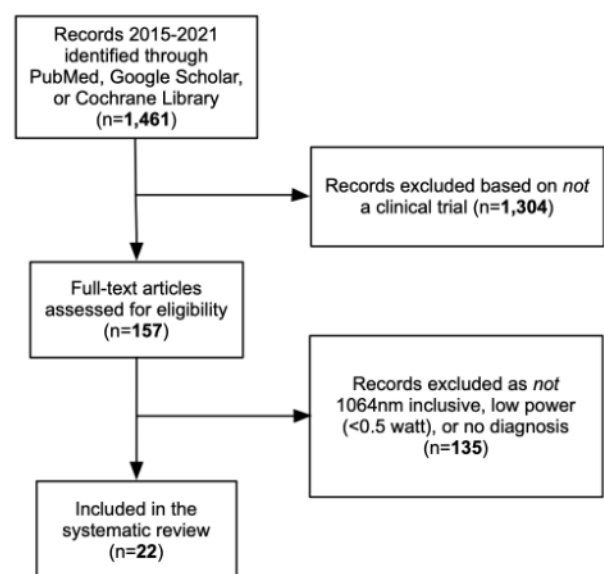 Records 2015-2021
identified through
PubMed, Google Scholar,
or Cochrane Library
(n=1,461)
Records excluded based on not
a clinical trial (n=1,304)
Full-text articles
assessed for eligibility
(n=157)
Records excluded as not
1064nm inclusive, low power
(<0.5 watt), or no diagnosis
(n=135)
Included in the
systematic review
(n=22)